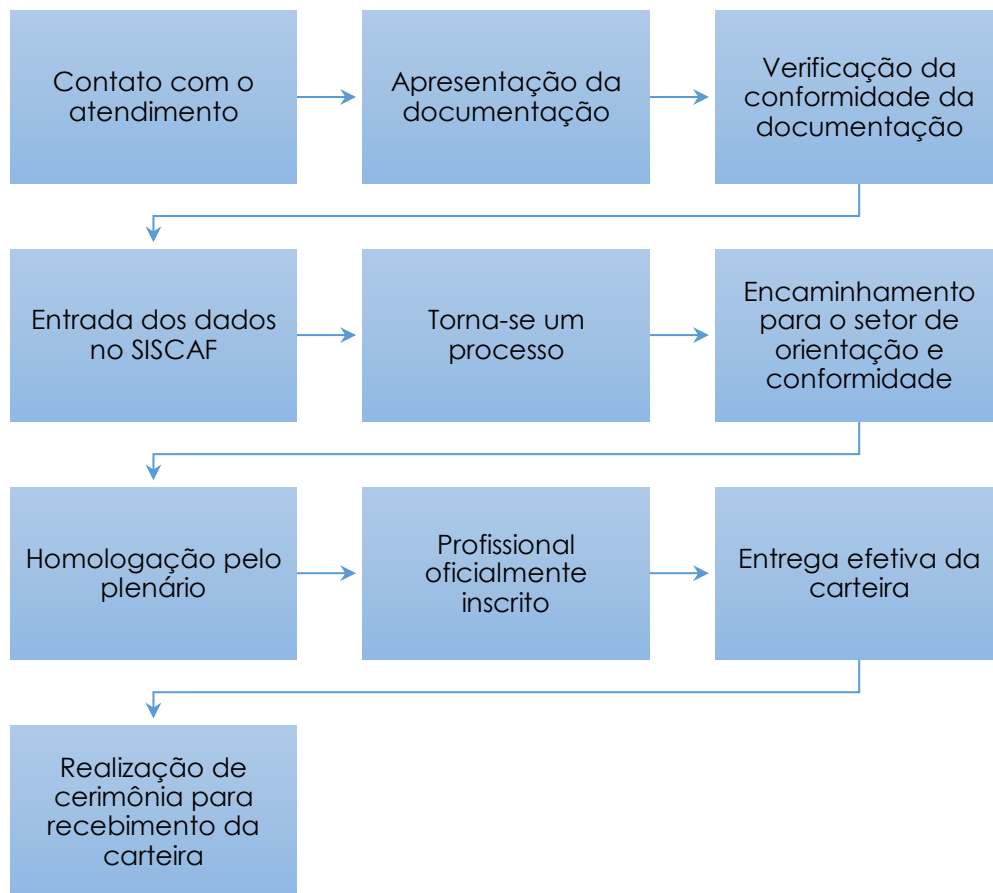 Contato com o
atendimento
Apresentação da
documentação
Verificação da
conformidade da
documentação
Entrada dos dados
no SISCAF
Torna-se um
processo
Encaminhamento
para o setor de
orientação e
conformidade
Homologação pelo
plenário
Profissional
oficialmente
inscrito
Entrega efetiva da
carteira
Realização de
cerimônia para
recebimento da
carteira